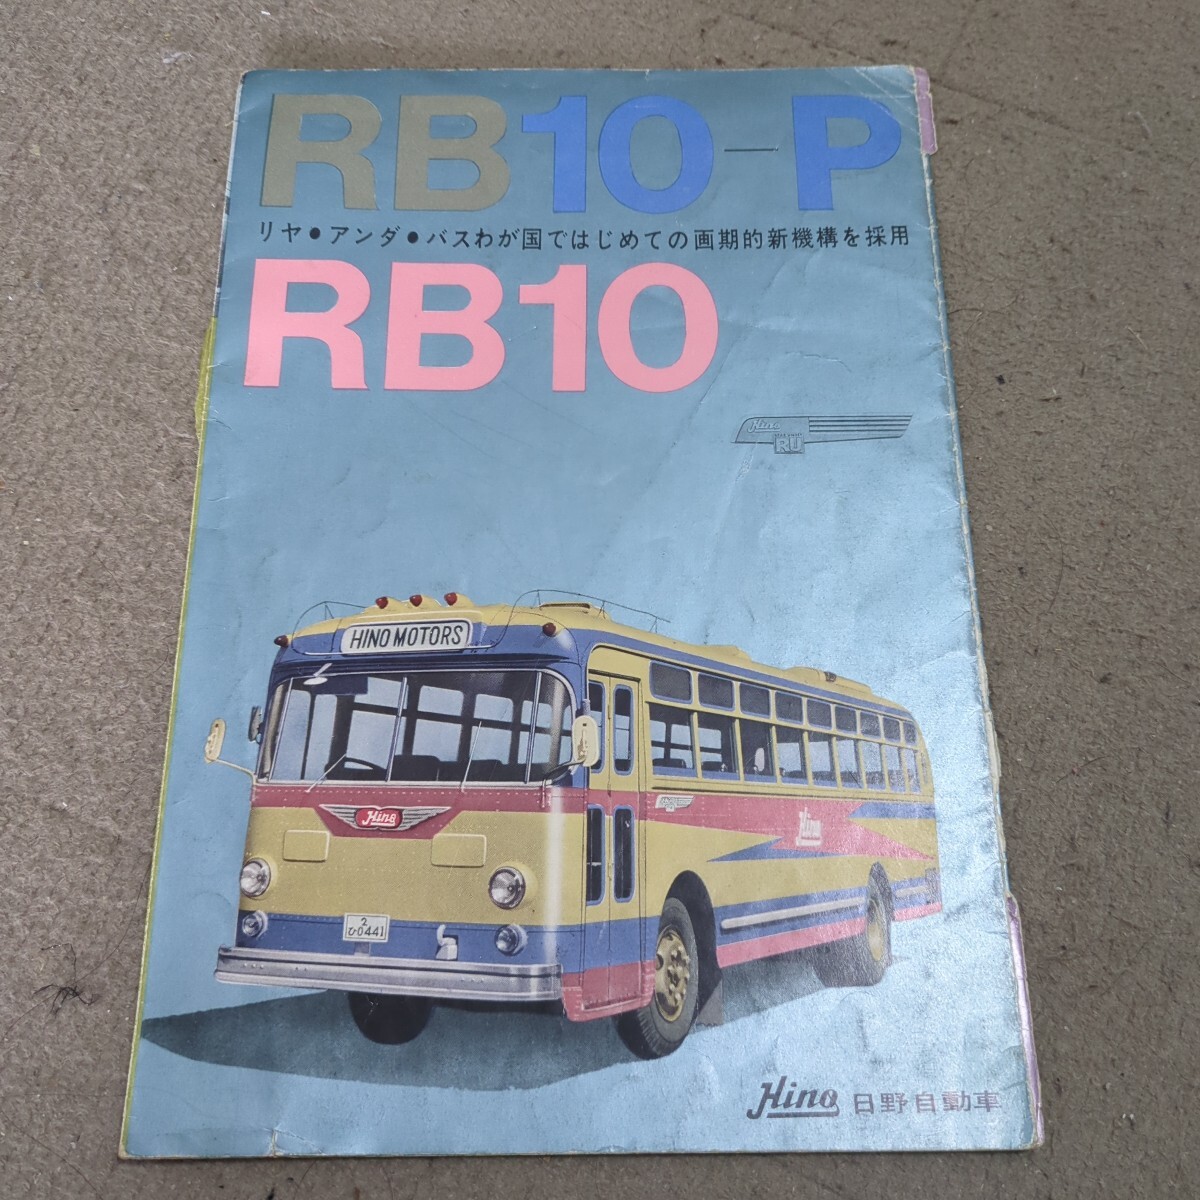 RB10-P
リヤ●アンダ●バスわが国ではじめての画期的新機構を採用
RB10
Hino
RU
HINO MOTORS
Hino
Hino
2
ひ0441
Hino 日野自動車